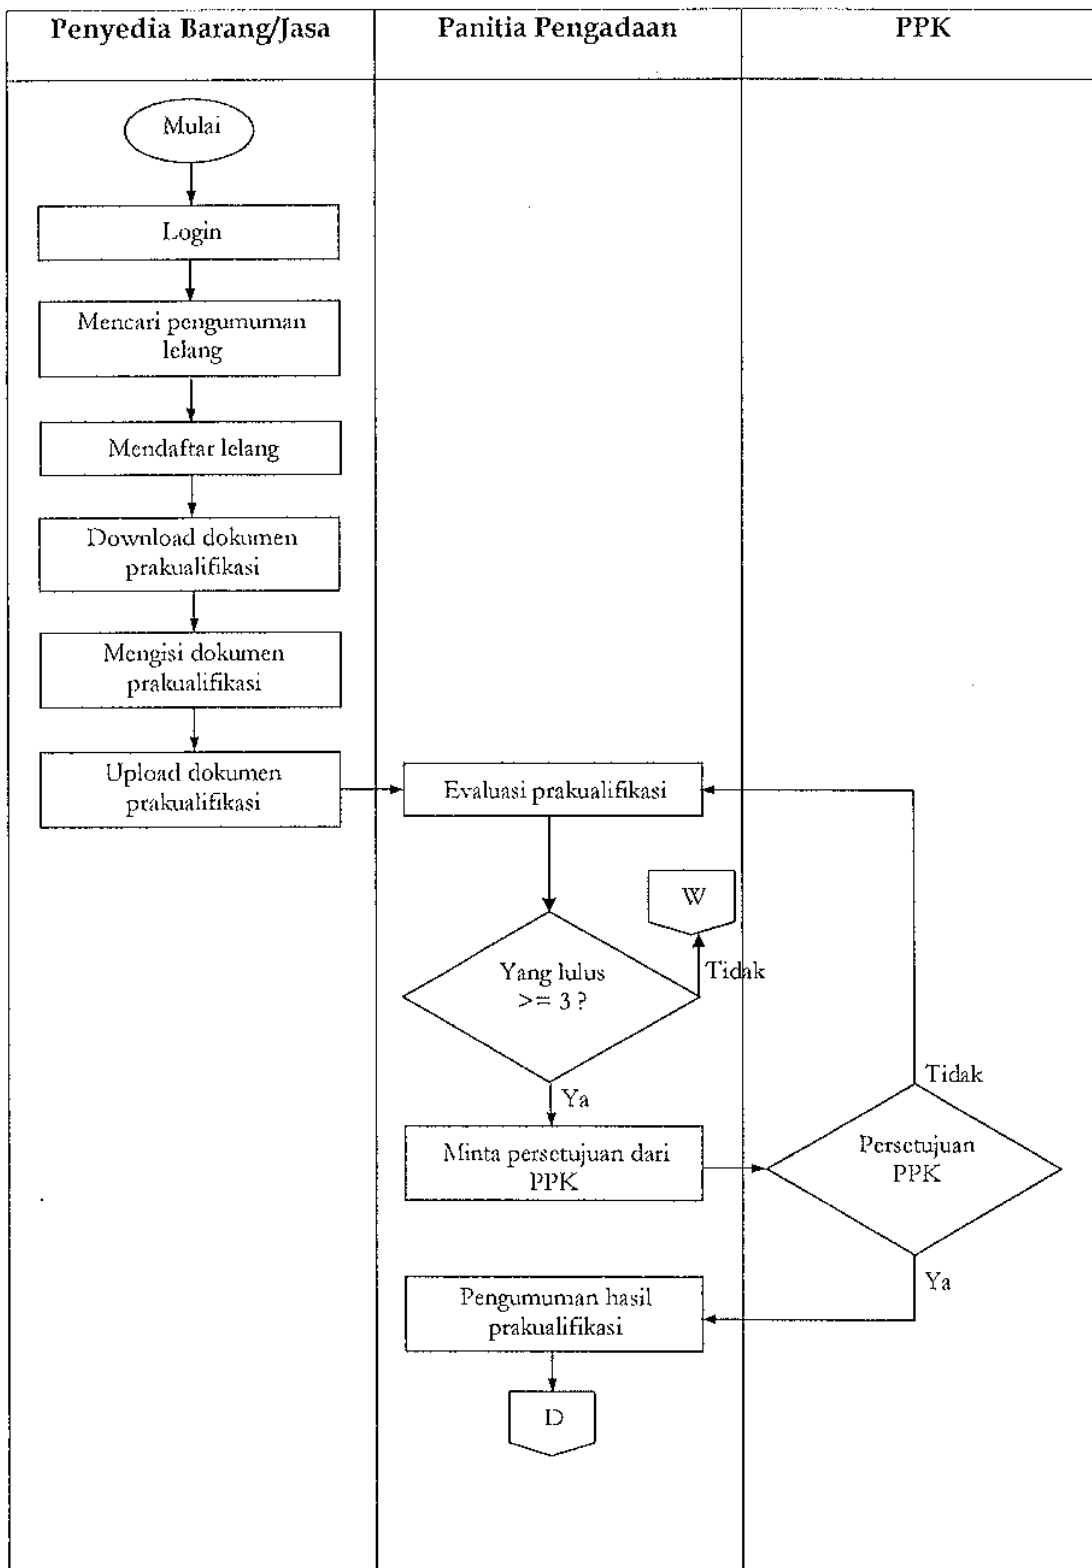 Penyedia Barang/Jasa
Panitia Pengadaan
PPK
Mulai
Login
Mencari pengumuman
lelang
Mendaftar lelang
Download dokumen
prakualifikasi
Mengisi dokumen
prakualifikasi
Upload dokumen
prakualifikasi
Evaluasi prakualifikasi
W
Tidak
Yang lulus
>= 3 ?
Ya
Minta persetujuan dari
PPK
Tidak
Persetujuan
PPK
Ya
Pengumuman hasil
prakualifikasi
D